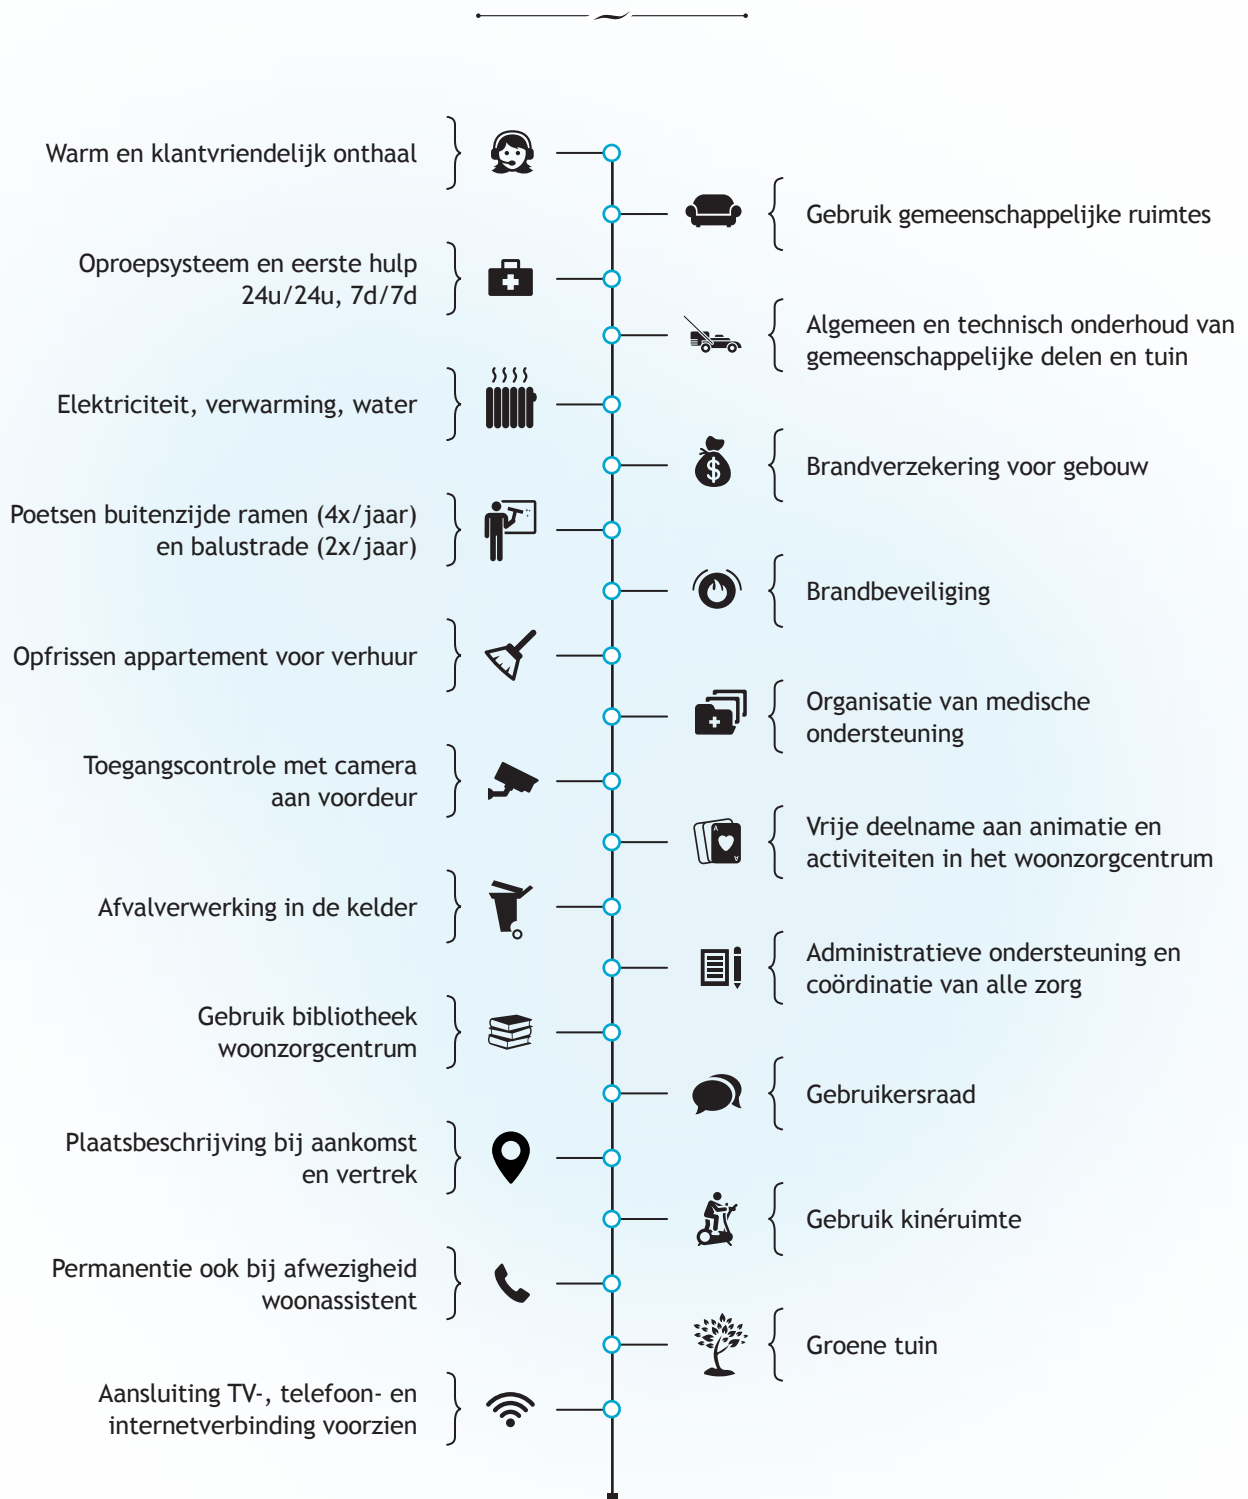 Warm en klantvriendelijk onthaal
Gebruik gemeenschappelijke ruimtes
Oproepsysteem en eerste hulp
24u/24u, 7d/7d
Algemeen en technisch onderhoud van
gemeenschappelijke delen en tuin
Elektriciteit, verwarming, water
$
Brandverzekering voor gebouw
Poetsen buitenzijde ramen (4x/jaar)
en balustrade (2x/jaar)
Brandbeveiliging
Opfrissen appartement voor verhuur
Organisatie van medische
ondersteuning
Toegangscontrole met camera
aan voordeur
A
A
Vrije deelname aan animatie en
activiteiten in het woonzorgcentrum
Afvalverwerking in de kelder
Administratieve ondersteuning en
coördinatie van alle zorg
Gebruik bibliotheek
woonzorgcentrum
Gebruikersraad
Plaatsbeschrijving bij aankomst
en vertrek
Gebruik kinéruimte
Permanentie ook bij afwezigheid
woonassistent
Groene tuin
Aansluiting TV-, telefoon- en
internetverbinding voorzien